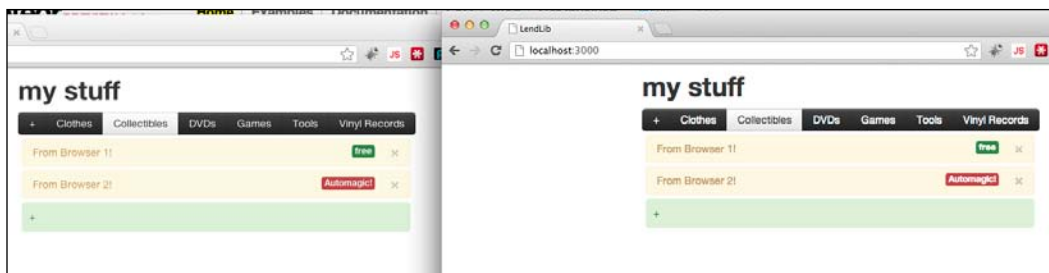 Home Examples Documentation
my stuff
+ Clothes Collectibles DVDs Games Tools Vinyl Records
From Browser 1! free ×
From Browser 2! Automagic! ×
+
LendLib ×
localhost:3000
JS
my stuff
+ Clothes Collectibles DVDs Games Tools Vinyl Records
From Browser 1! free ×
From Browser 2! Automagic! ×
+